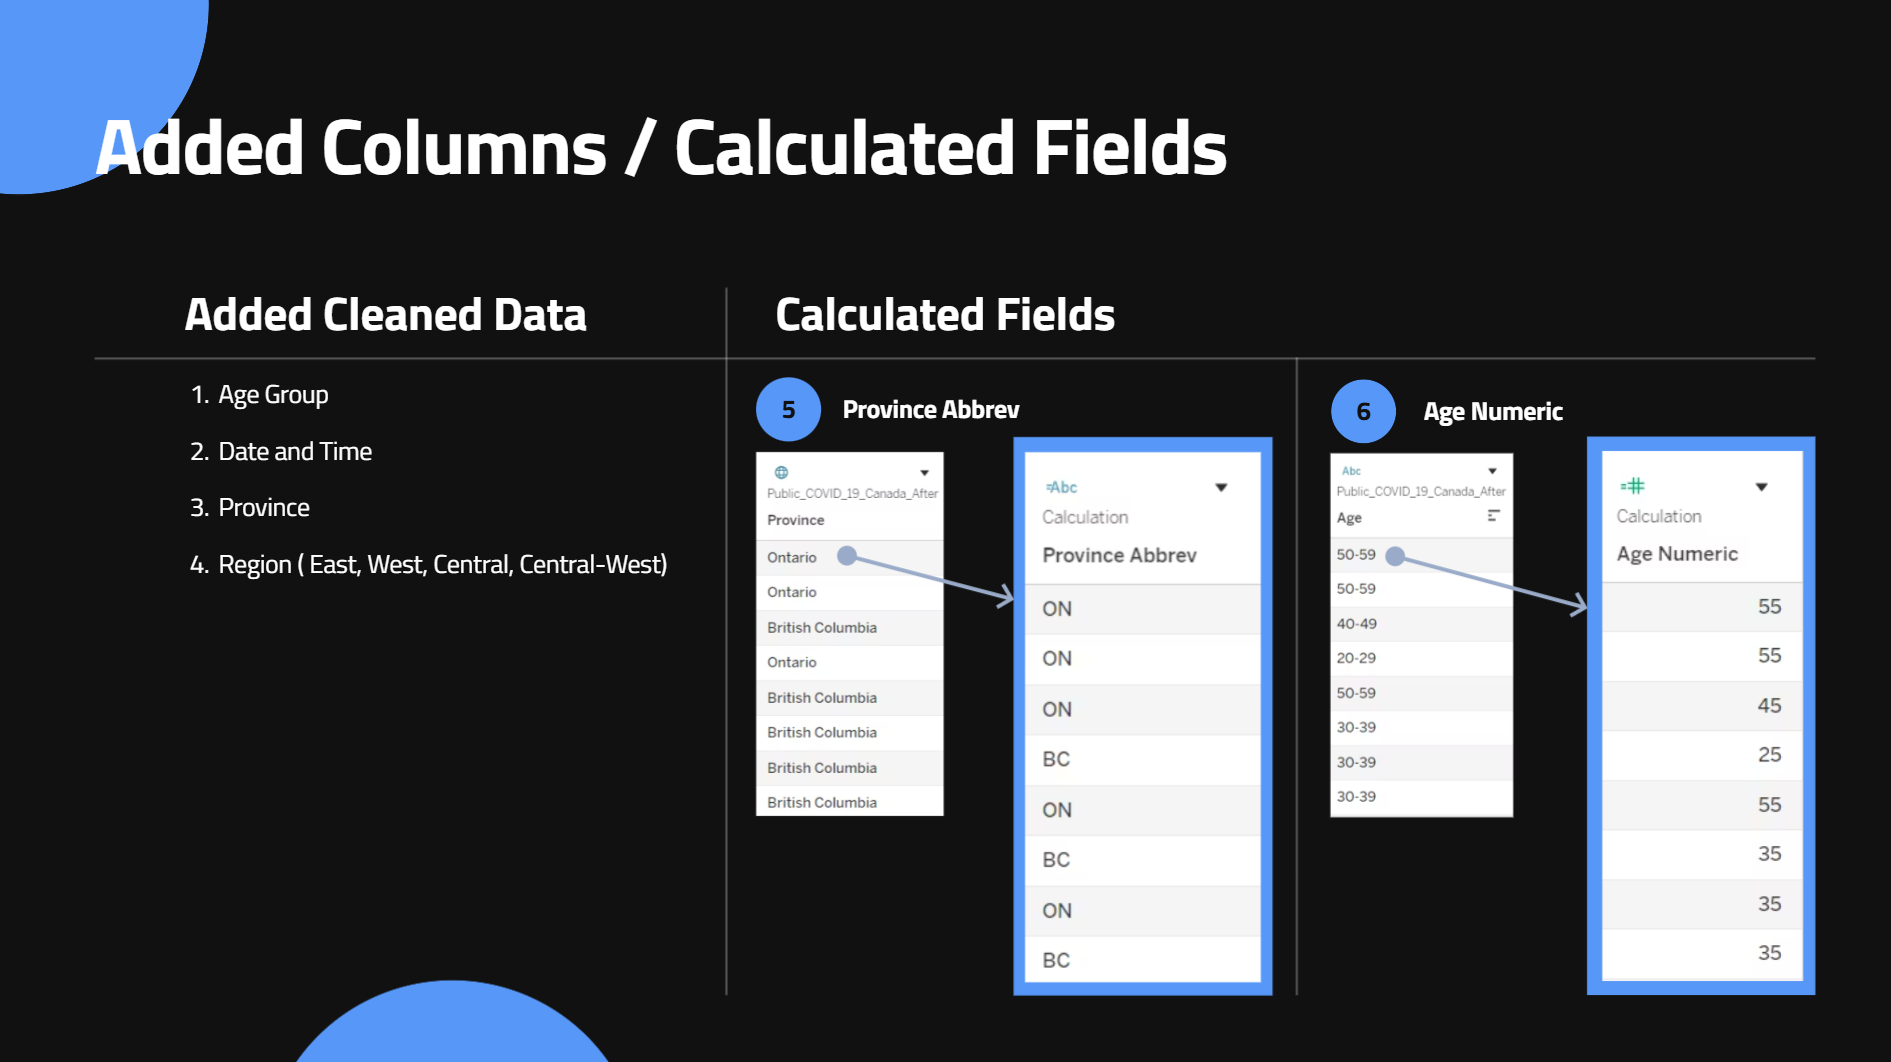 Added Columns / Calculated Fields
Added Cleaned Data
1. Age Group
2. Date and Time
3. Province
4. Region ( East, West, Central, Central-West)
Calculated Fields
5 Province Abbrev
Public_COVID_19_Canada_After
Province
Ontario
Ontario
British Columbia
Ontario
British Columbia
British Columbia
British Columbia
British Columbia
=Abc
Calculation
Province Abbrev
ON
ON
ON
BC
ON
BC
ON
BC
6 Age Numeric
Abc
Public_COVID_19_Canada_After
Age
50-59
50-59
40-49
20-29
50-59
30-39
30-39
30-39
=#
Calculation
Age Numeric
55
55
45
25
55
35
35
35